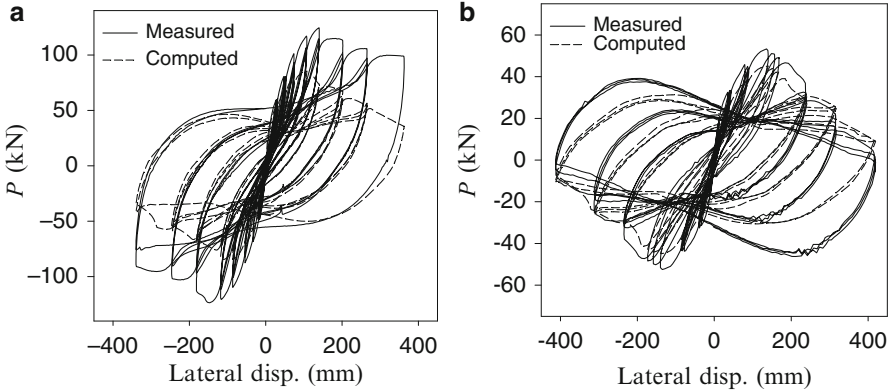 a
Measured
Computed
100
50
0
–50
–100
P (kN)
–400
–200
0
200
400
Lateral disp. (mm)
b
Measured
Computed
60
40
20
0
-20
-40
-60
P (kN)
-400
-200
0
200
400
Lateral disp. (mm)